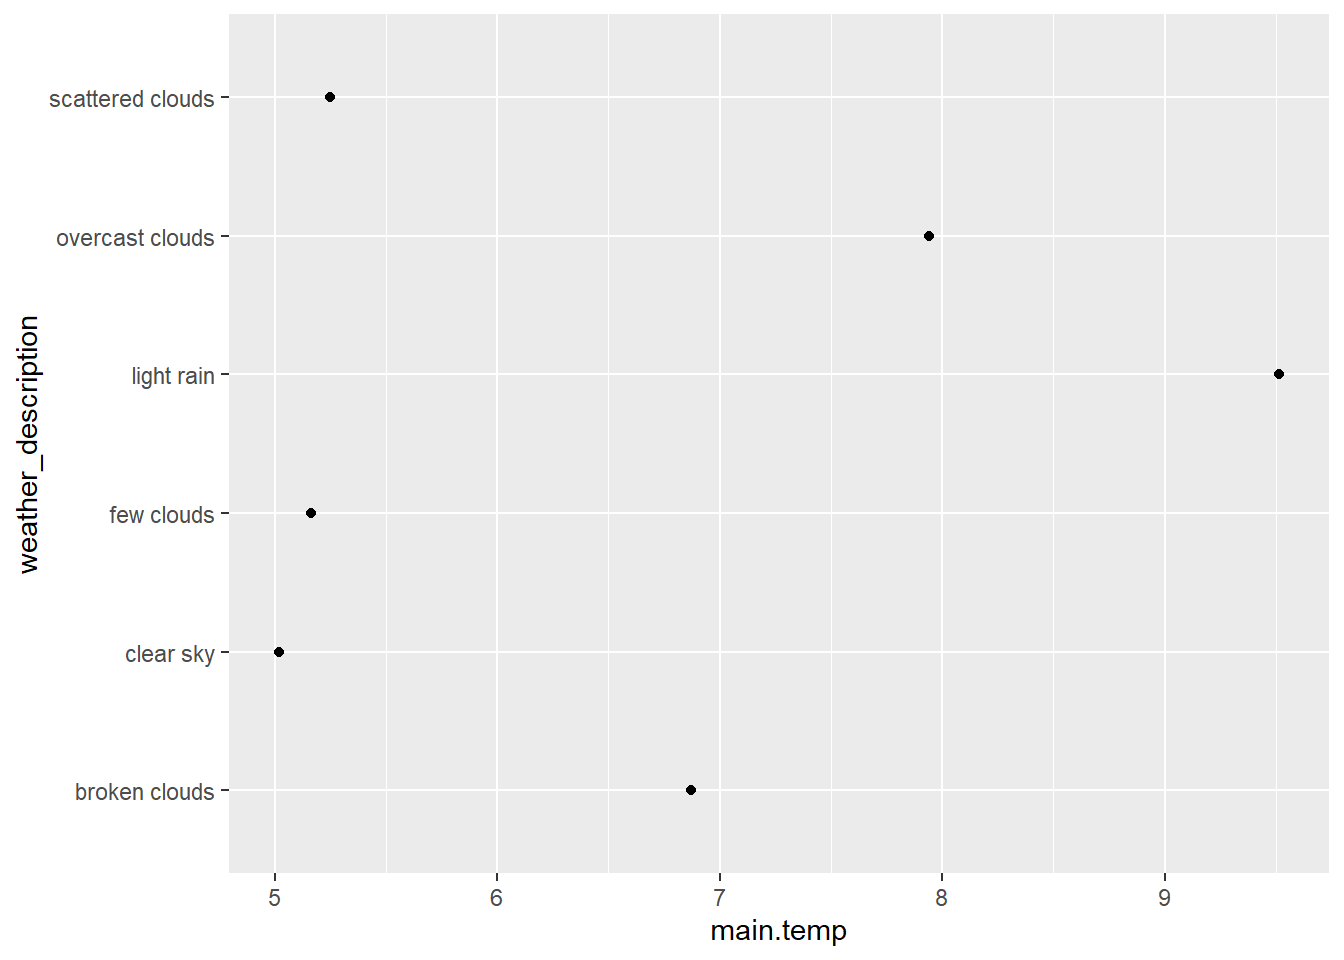 weather_description
scattered clouds
overcast clouds
light rain
few clouds
clear sky
broken clouds
5 6 7 8 9
main.temp